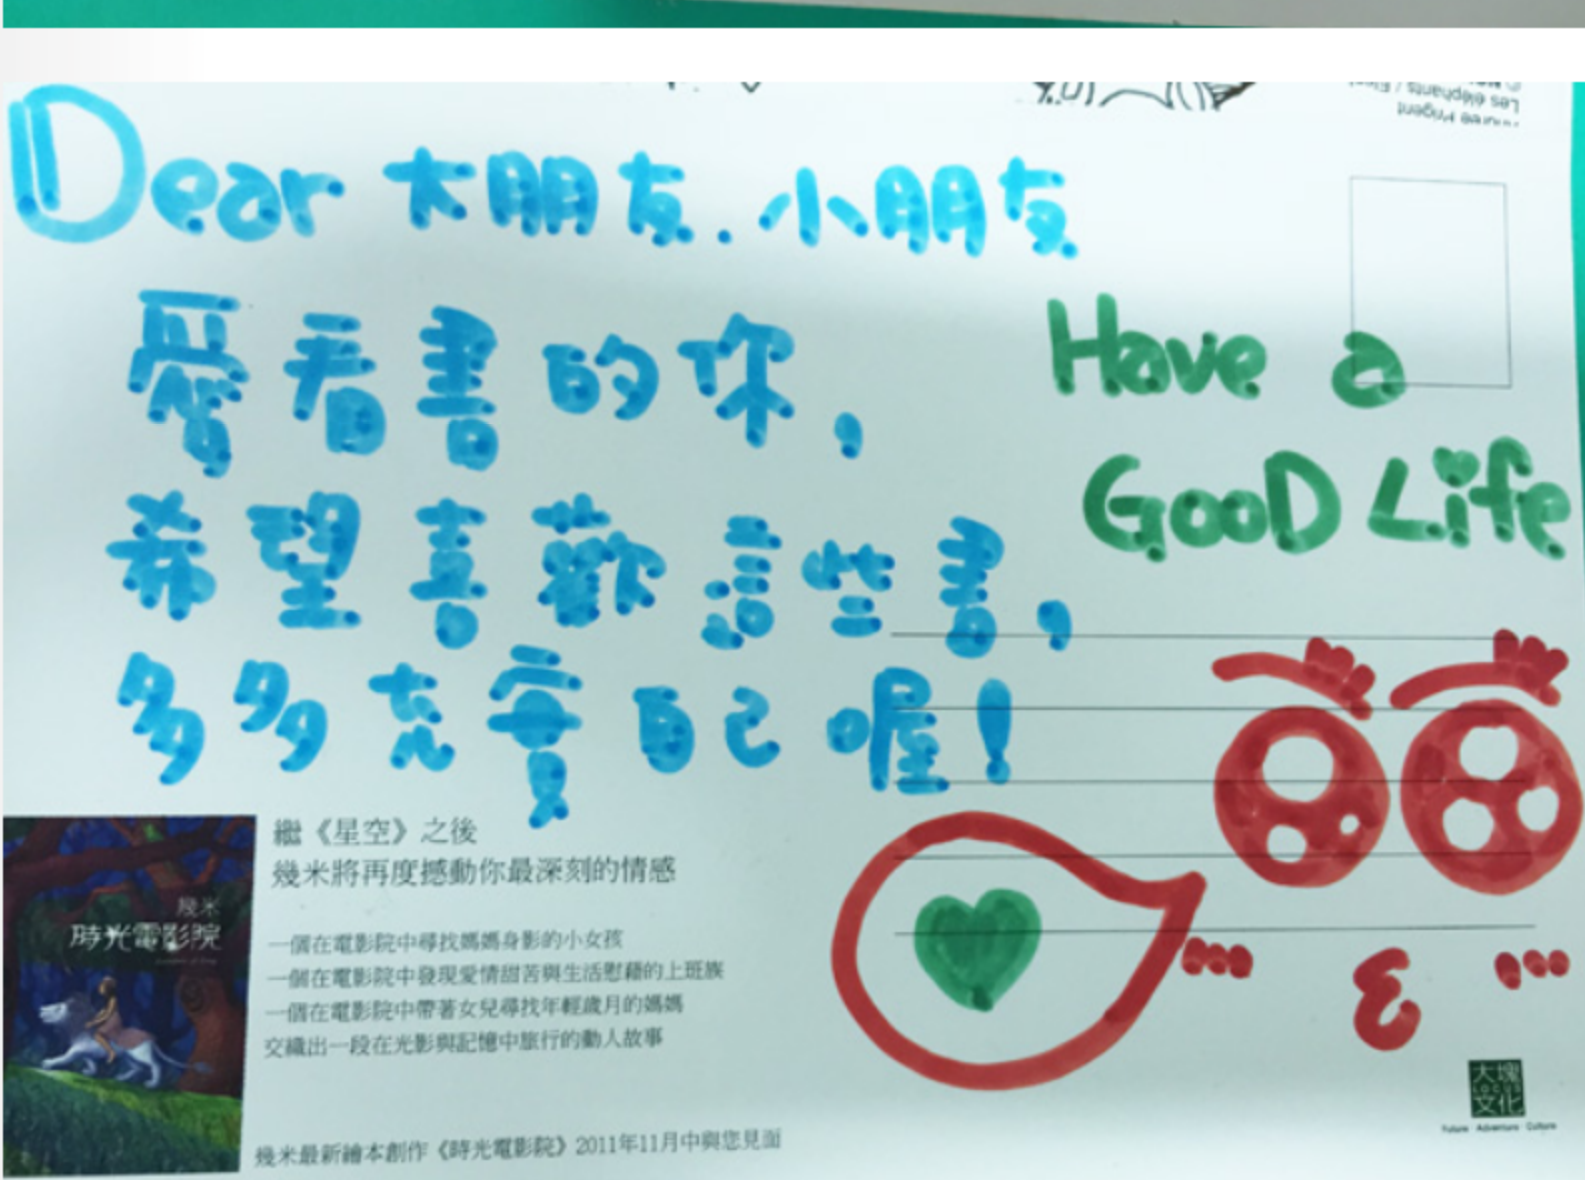 Dear 大朋友.小朋友
愛看書的你,
希望喜歡這些書,
多多充實自己喔!
Have a
GooD Life
繼《星空》之後
幾米將再度撼動你最深刻的情感
一個在電影院中尋找媽媽身影的小女孩
一個在電影院中發現愛情甜苦與生活慰藉的上班族
一個在電影院中帶著女兒尋找年輕歲月的媽媽
交織出一段在光影與記憶中旅行的動人故事
幾米最新繪本創作《時光電影院》2011年11月中與您見面
幾米
時光電影院
大塊
LOCUS
文化
Future Adventure Culture
Les éléphants /